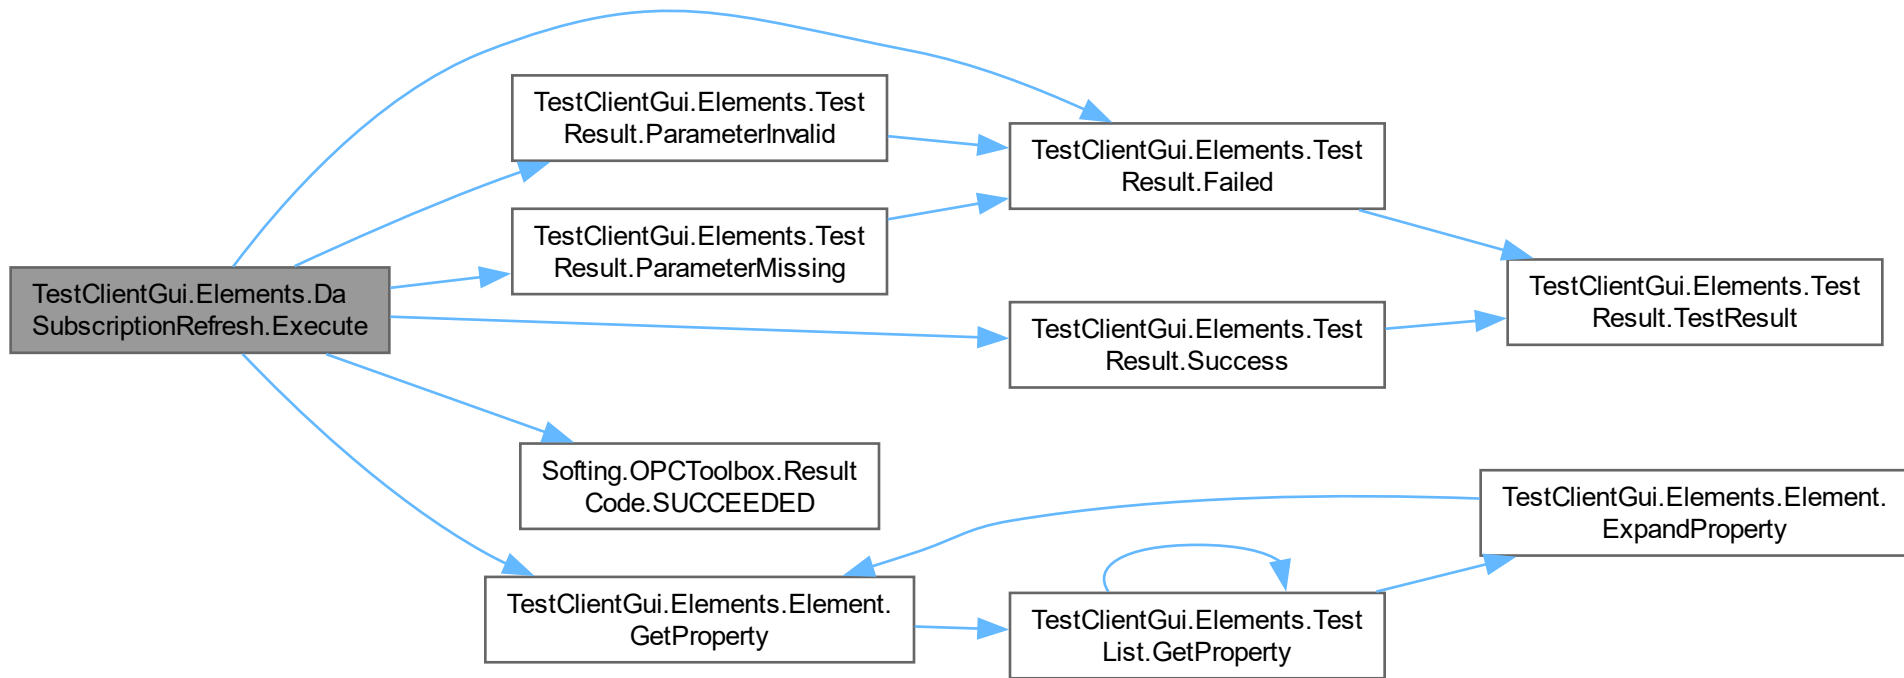 TestClientGui.Elements.Da
SubscriptionRefresh.Execute
TestClientGui.Elements.Test
Result.ParameterInvalid
TestClientGui.Elements.Test
Result.ParameterMissing
TestClientGui.Elements.Test
Result.Failed
TestClientGui.Elements.Test
Result.Success
TestClientGui.Elements.Test
Result.TestResult
Softing.OPCToolbox.Result
Code.SUCCEEDED
TestClientGui.Elements.Element.
GetProperty
TestClientGui.Elements.Test
List.GetProperty
TestClientGui.Elements.Element.
ExpandProperty